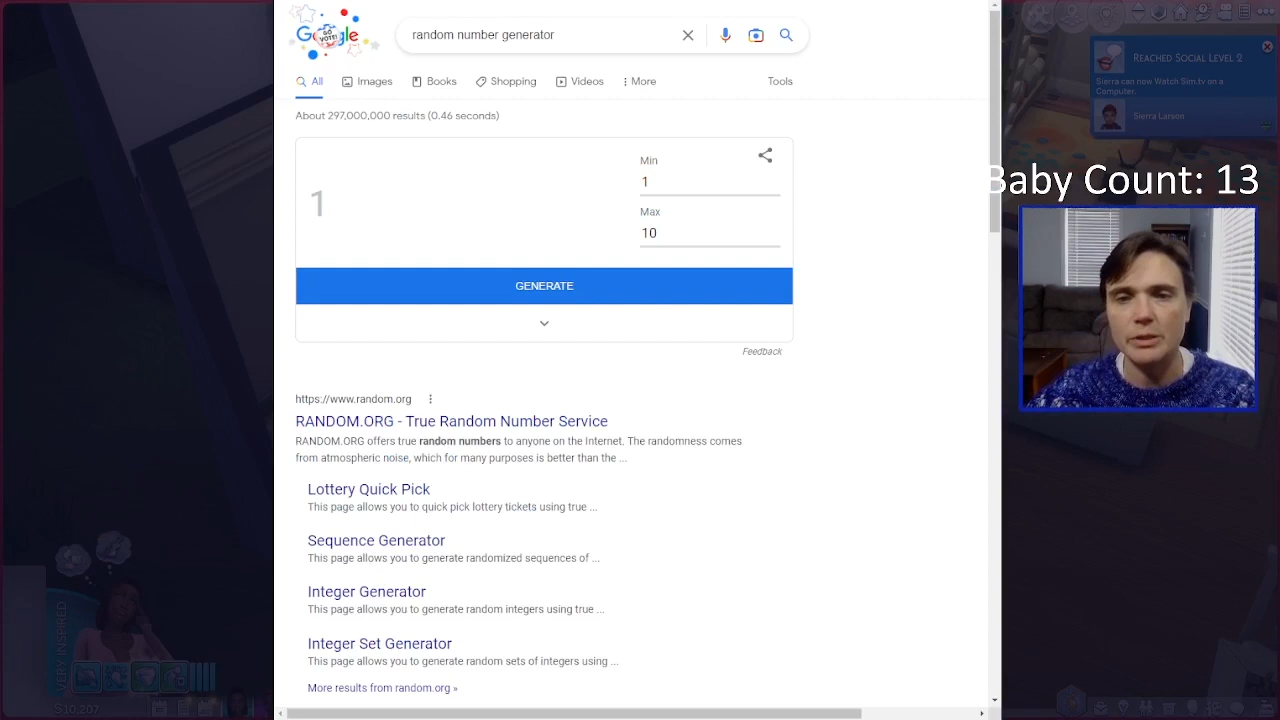 Google
GO VOTE!
random number generator
All
Images
Books
Shopping
Videos
More
Tools
About 297,000,000 results (0.46 seconds)
1
Min
1
Max
10
GENERATE
Feedback
https://www.random.org
RANDOM.ORG - True Random Number Service
RANDOM.ORG offers true random numbers to anyone on the Internet. The randomness comes
from atmospheric noise, which for many purposes is better than the ...
Lottery Quick Pick
This page allows you to quick pick lottery tickets using true ...
Sequence Generator
This page allows you to generate randomized sequences of ...
Integer Generator
This page allows you to generate random integers using true ...
Integer Set Generator
This page allows you to generate random sets of integers using ...
More results from random.org »
REACHED SOCIAL LEVEL 2
Sierra can now Watch Sim.tv on a
Computer.
Sierra Larson
Baby Count: 13
VERY INSPIRED
$10,207